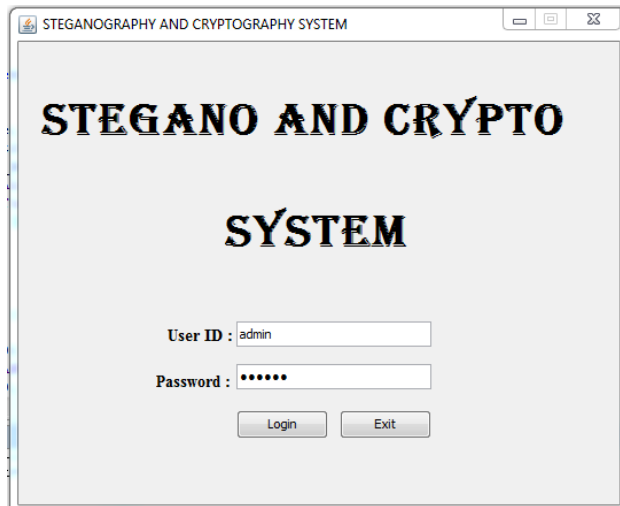 STEGANOGRAPHY AND CRYPTOGRAPHY SYSTEM
STEGANO AND CRYPTO
SYSTEM
User ID : admin
Password : ••••••
Login Exit